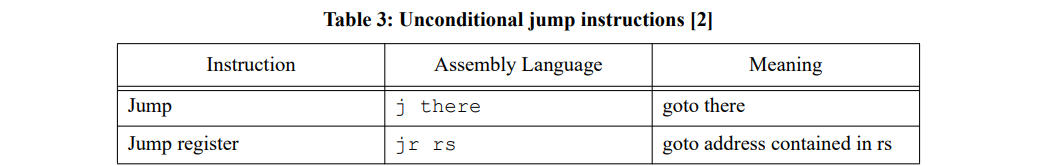 Table 3: Unconditional jump instructions [2]
Instruction Assembly Language Meaning
Jump j there goto there
Jump register jr rs goto address contained in rs